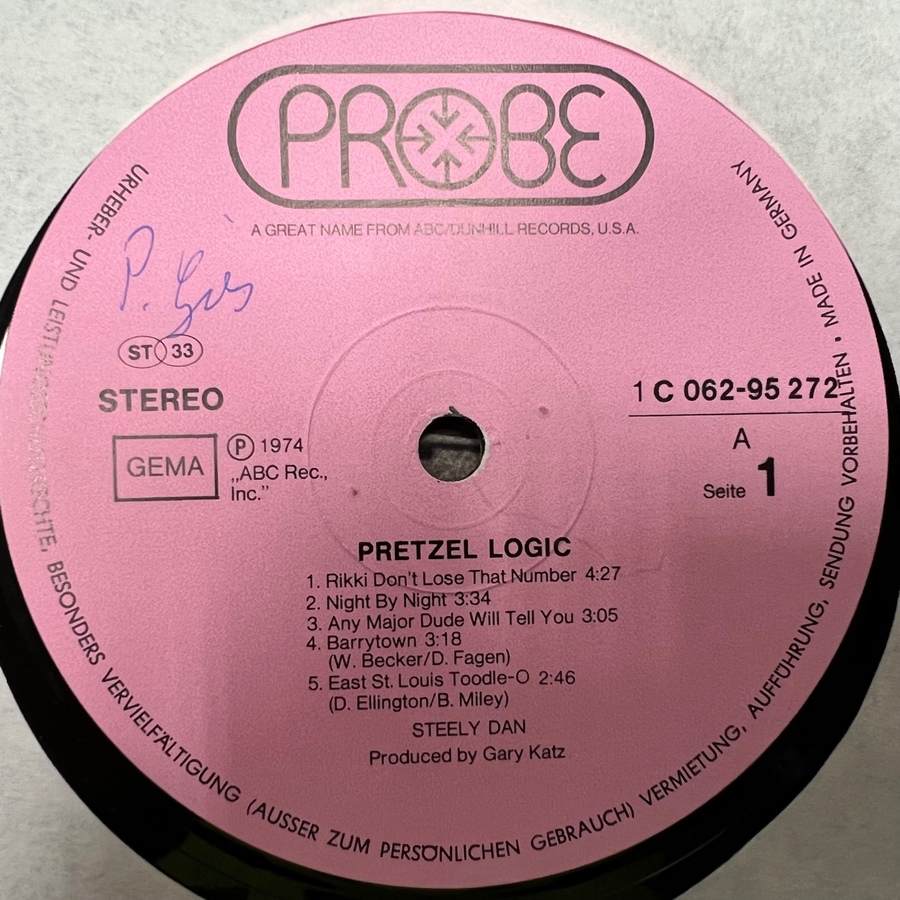 PROBE
A GREAT NAME FROM ABC/DUNHILL RECORDS, U.S.A.
P.
ST 33
STEREO
GEMA
Ⓟ 1974
„ABC Rec.,
Inc.”
1 C 062-95 272
A
Seite 1
PRETZEL LOGIC
1. Rikki Don't Lose That Number 4:27
2. Night By Night 3:34
3. Any Major Dude Will Tell You 3:05
4. Barrytown 3:18
(W. Becker/D. Fagen)
5. East St. Louis Toodle-O 2:46
(D. Ellington/B. Miley)
STEELY DAN
Produced by Gary Katz
URHEBER- UND LEISTUNGSSCHUTZRECHTE, BESONDERS VERVIELFÄLTIGUNG (AUSSER ZUM PERSÖNLICHEN GEBRAUCH) VERMIETUNG, AUFFÜHRUNG, SENDUNG VORBEHALTEN • MADE IN GERMANY